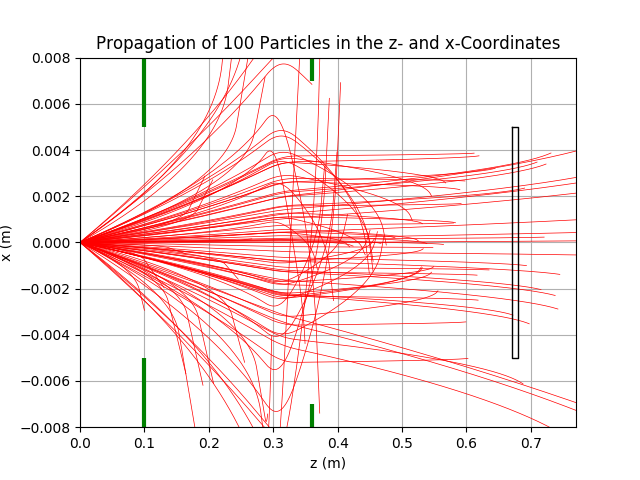 Propagation of 100 Particles in the z- and x-Coordinates
0.008
0.006
0.004
0.002
0.000
−0.002
−0.004
−0.006
−0.008
x (m)
0.0 0.1 0.2 0.3 0.4 0.5 0.6 0.7
z (m)